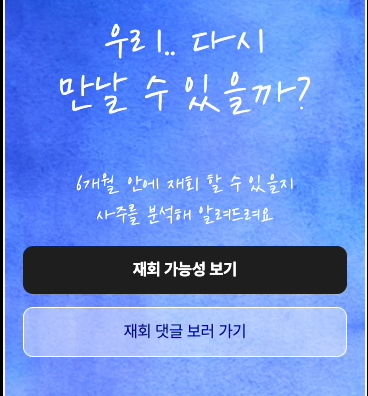 우리.. 다시
만날 수 있을까?
6개월 안에 재회 할 수 있을지
사주를 분석해 알려드려요
재회 가능성 보기
재회 댓글 보러 가기